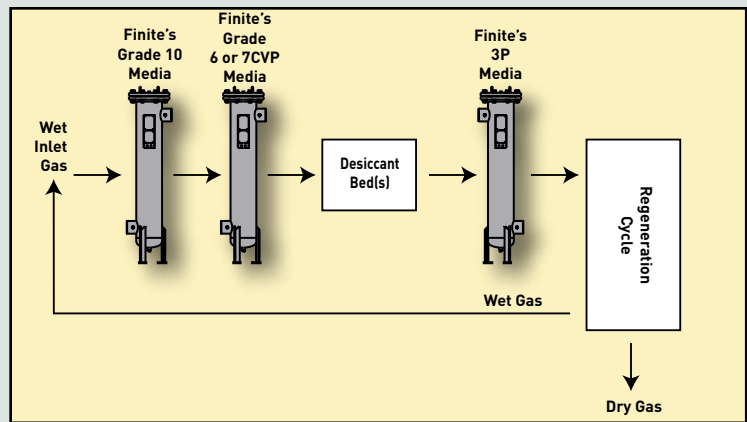 Finite's
Grade 10
Media
Finite's
Grade
6 or 7CVP
Media
Finite's
3P
Media
Wet
Inlet
Gas
Desiccant
Bed(s)
Regeneration
Cycle
Wet Gas
Dry Gas